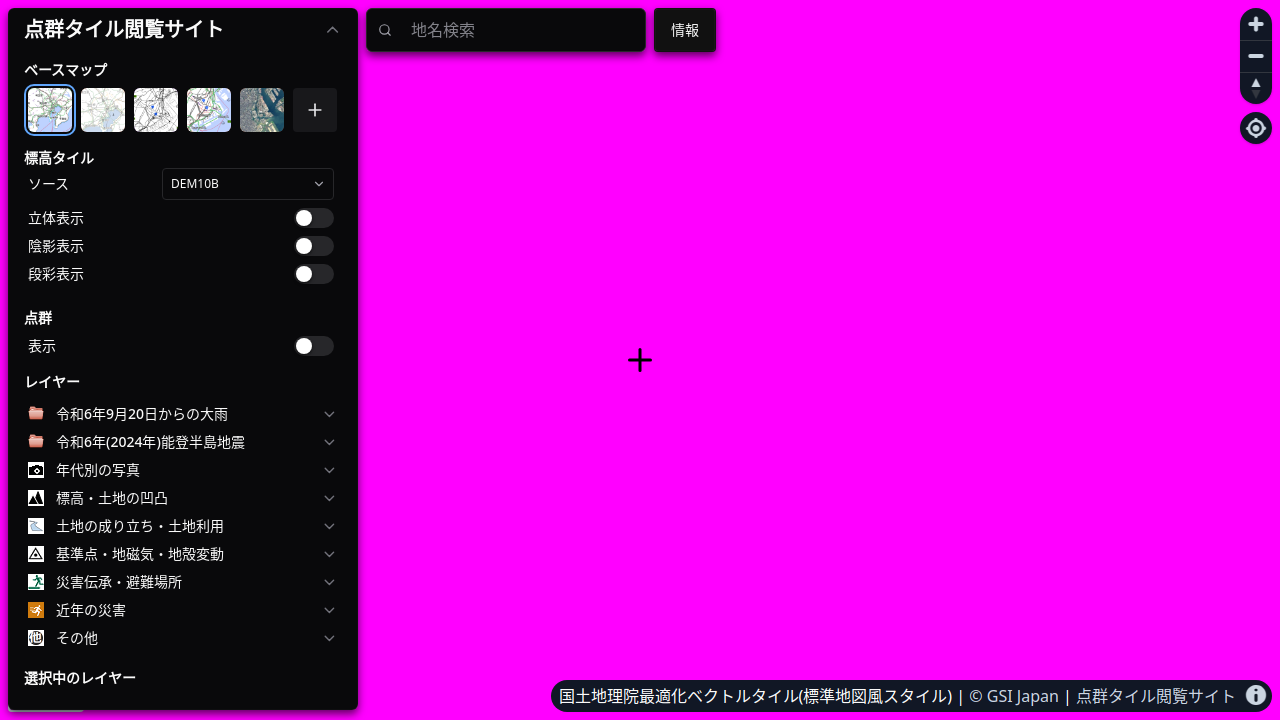 点群タイル閲覧サイト
ベースマップ
標高タイル
ソース
DEM10B
立体表示
陰影表示
段彩表示
点群
表示
レイヤー
令和6年9月20日からの大雨
令和6年(2024年)能登半島地震
年代別の写真
標高・土地の凹凸
土地の成り立ち・土地利用
基準点・地磁気・地殻変動
災害伝承・避難場所
近年の災害
その他
選択中のレイヤー
地名検索
情報
国土地理院最適化ベクトルタイル(標準地図風スタイル) | © GSI Japan | 点群タイル閲覧サイト